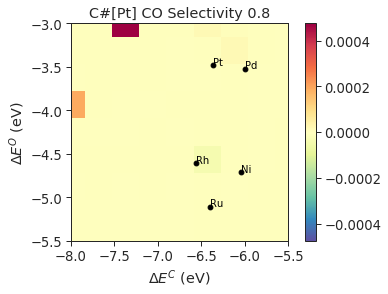 C#[Pt] CO Selectivity 0.8
−3.0
−3.5
−4.0
−4.5
−5.0
−5.5
ΔE^O (eV)
Pt
Pd
Rh
Ni
Ru
−8.0 −7.5 −7.0 −6.5 −6.0 −5.5
ΔE^C (eV)
0.0004
0.0002
0.0000
−0.0002
−0.0004